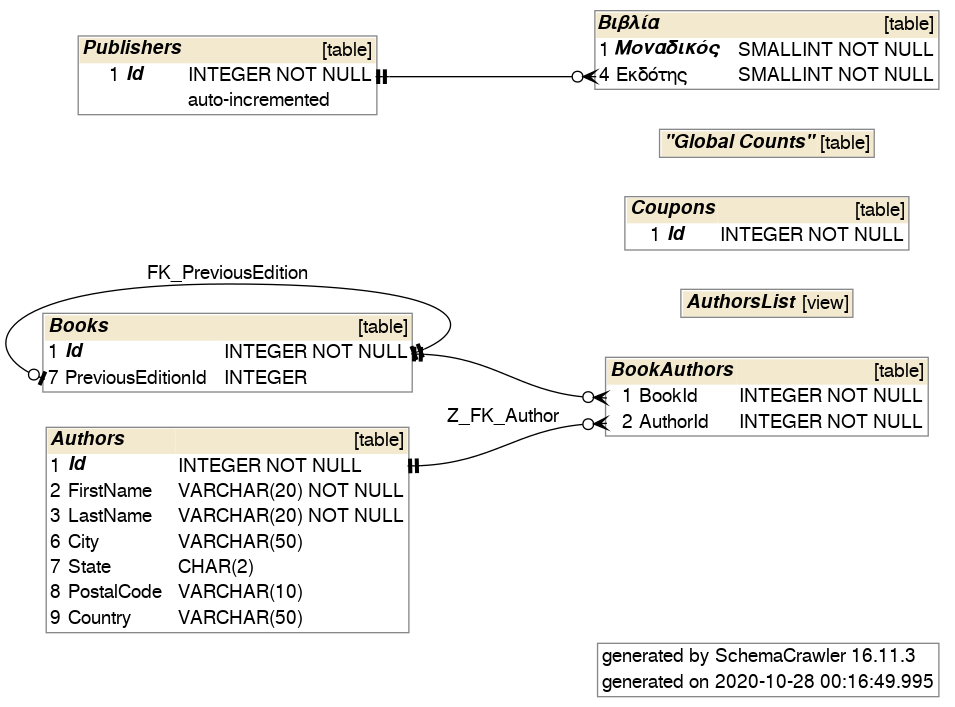 Publishers [table]
1 Id INTEGER NOT NULL
auto-incremented
Βιβλία [table]
1 Μοναδικός SMALLINT NOT NULL
4 Εκδότης SMALLINT NOT NULL
"Global Counts" [table]
Coupons [table]
1 Id INTEGER NOT NULL
FK_PreviousEdition
AuthorsList [view]
Books [table]
1 Id INTEGER NOT NULL
7 PreviousEditionId INTEGER
BookAuthors [table]
1 BookId INTEGER NOT NULL
2 AuthorId INTEGER NOT NULL
Z_FK_Author
Authors [table]
1 Id INTEGER NOT NULL
2 FirstName VARCHAR(20) NOT NULL
3 LastName VARCHAR(20) NOT NULL
6 City VARCHAR(50)
7 State CHAR(2)
8 PostalCode VARCHAR(10)
9 Country VARCHAR(50)
generated by SchemaCrawler 16.11.3
generated on 2020-10-28 00:16:49.995